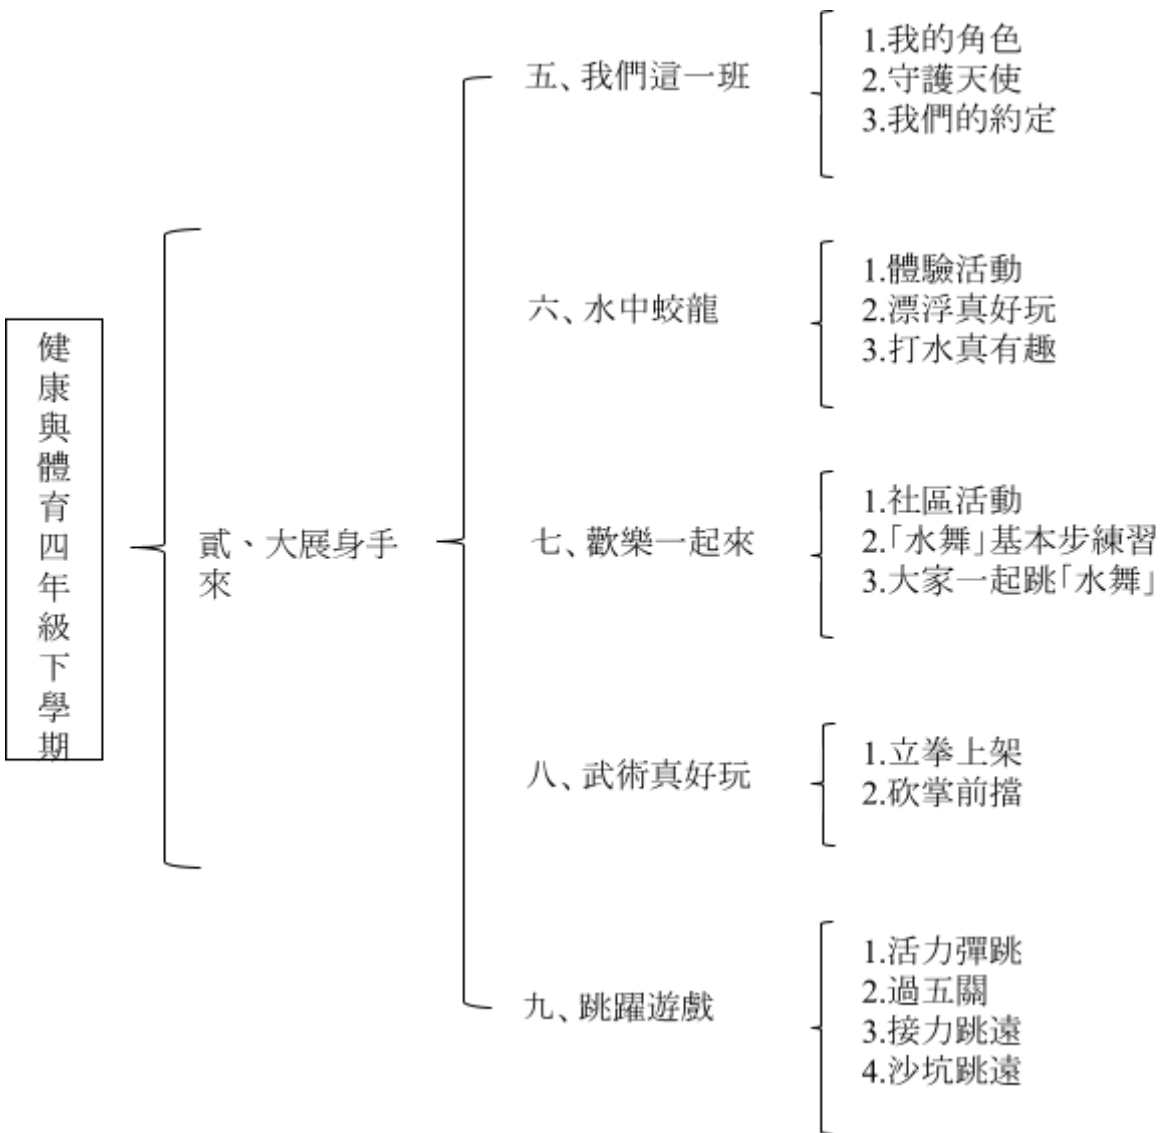 健康與體育四年級下學期
貳、大展身手
來
五、我們這一班
1.我的角色
2.守護天使
3.我們的約定
六、水中蛟龍
1.體驗活動
2.漂浮真好玩
3.打水真有趣
七、歡樂一起來
1.社區活動
2.「水舞」基本步練習
3.大家一起跳「水舞」
八、武術真好玩
1.立拳上架
2.砍掌前擋
九、跳躍遊戲
1.活力彈跳
2.過五關
3.接力跳遠
4.沙坑跳遠